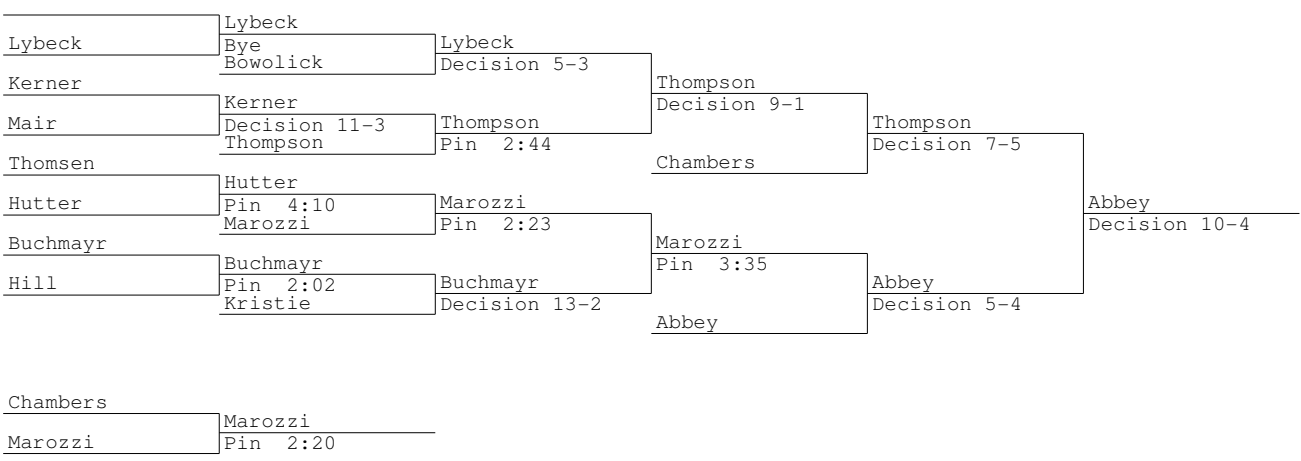 Lybeck
Lybeck
Bye
Bowolick
Lybeck
Decision 5-3
Kerner
Mair
Kerner
Decision 11-3
Thompson
Thompson
Pin 2:44
Thompson
Decision 9-1
Chambers
Thompson
Decision 7-5
Thomsen
Hutter
Hutter
Pin 4:10
Marozzi
Marozzi
Pin 2:23
Buchmayr
Hill
Buchmayr
Pin 2:02
Kristie
Buchmayr
Decision 13-2
Marozzi
Pin 3:35
Abbey
Abbey
Decision 5-4
Abbey
Decision 10-4
Chambers
Marozzi
Marozzi
Pin 2:20